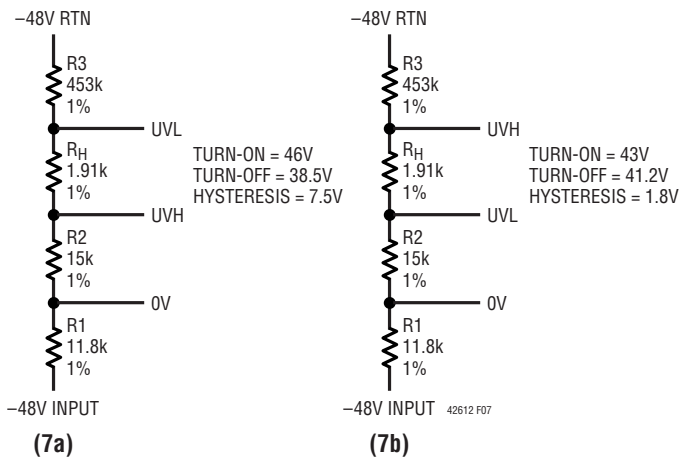 –48V RTN
R3
453k
1%
UVL
RH
1.91k
1%
TURN-ON = 46V
TURN-OFF = 38.5V
HYSTERESIS = 7.5V
UVH
R2
15k
1%
0V
R1
11.8k
1%
–48V INPUT
(7a)
–48V RTN
R3
453k
1%
UVH
RH
1.91k
1%
TURN-ON = 43V
TURN-OFF = 41.2V
HYSTERESIS = 1.8V
UVL
R2
15k
1%
0V
R1
11.8k
1%
–48V INPUT
42612 F07
(7b)